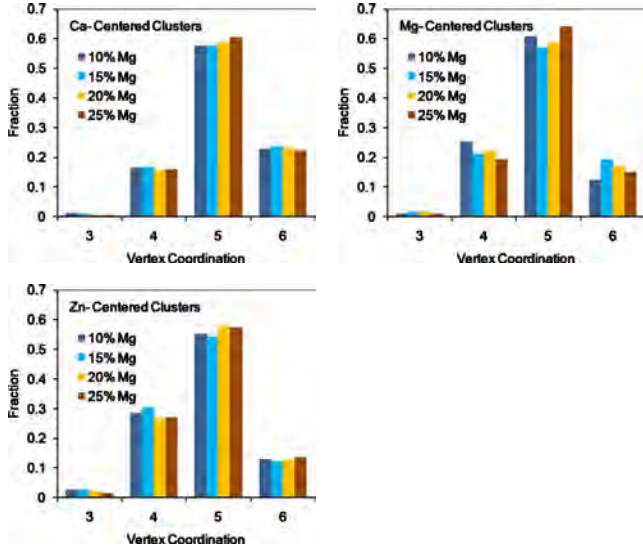 0.7
Ca- Centered Clusters
0.6
10% Mg
0.5
15% Mg
0.4
20% Mg
Fraction
0.3
25% Mg
0.2
0.1
0
3 4 5 6
Vertex Coordination
0.7
Mg- Centered Clusters
0.6
10% Mg
0.5
15% Mg
0.4
20% Mg
Fraction
0.3
25% Mg
0.2
0.1
0
3 4 5 6
Vertex Coordination
0.7
Zn- Centered Clusters
0.6
10% Mg
0.5
15% Mg
0.4
20% Mg
Fraction
25% Mg
0.3
0.2
0.1
0
3 4 5 6
Vertex Coordination